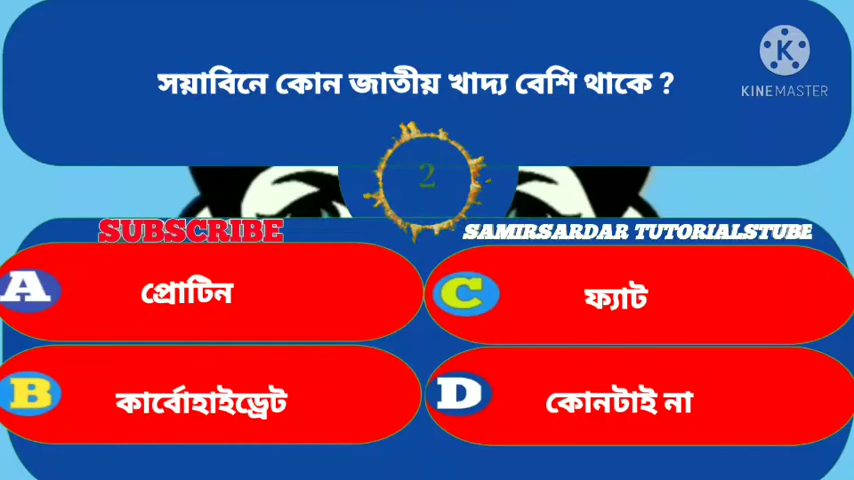 সয়াবিনে কোন জাতীয় খাদ্য বেশি থাকে ?
K
KINEMASTER
2
SUBSCRIBE
SAMIRSARDAR TUTORIALSTUBE
A প্রোটিন
C ফ্যাট
B কার্বোহাইড্রেট
D কোনটাই না